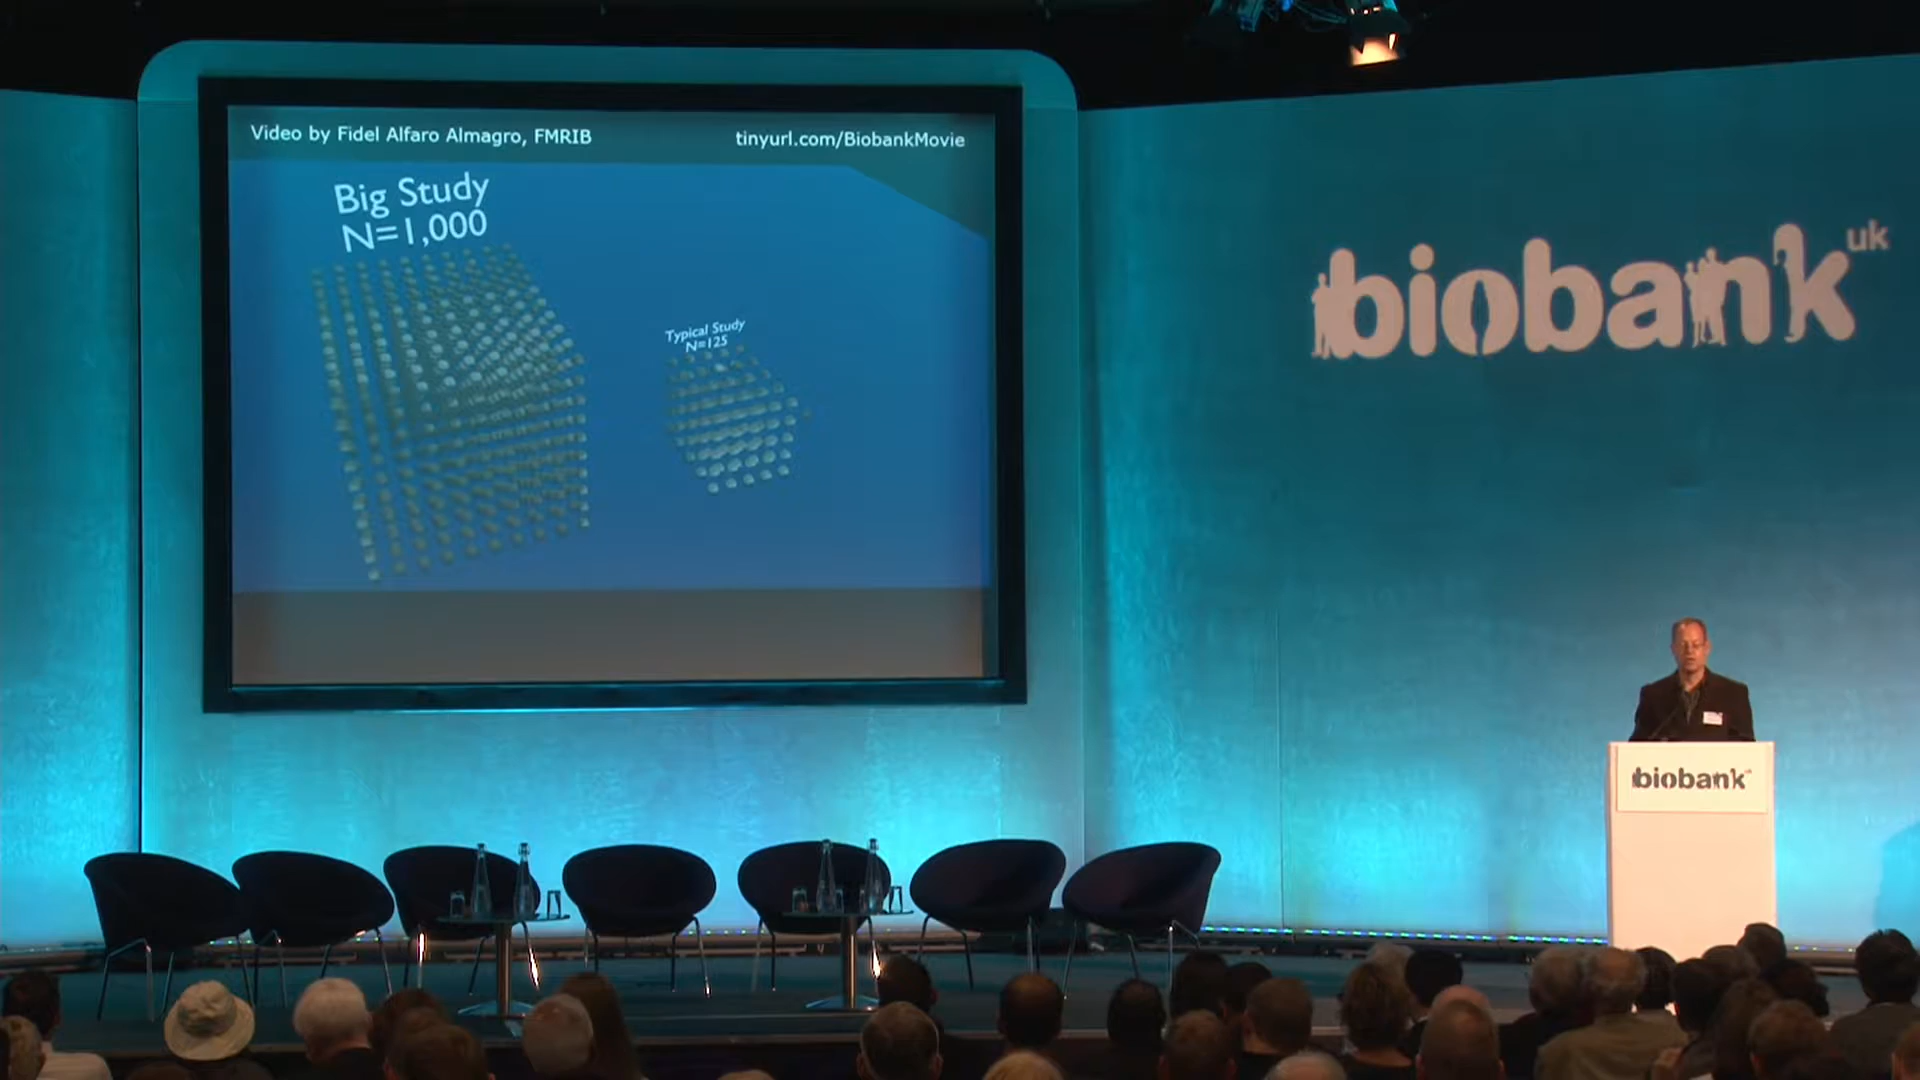 Video by Fidel Alfaro Almagro, FMRIB
tinyurl.com/BiobankMovie
Big Study
N=1,000
Typical Study
N=125
biobank uk
biobank